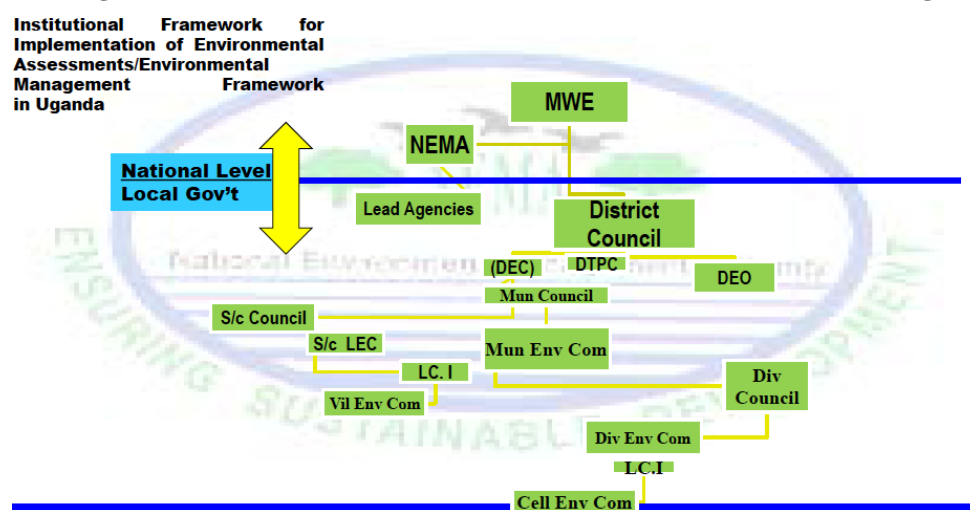 Institutional Framework for
Implementation of Environmental
Assessments/Environmental
Management Framework
in Uganda
MWE
NEMA
National Level
Local Gov't
Lead Agencies
District
Council
(DEC)
DTPC
DEO
Mun Council
S/c Council
S/c LEC
Mun Env Com
LC. I
Div
Council
Vil Env Com
Div Env Com
LC.I
Cell Env Com
ENSURING SUSTAINABLE DEVELOPMENT